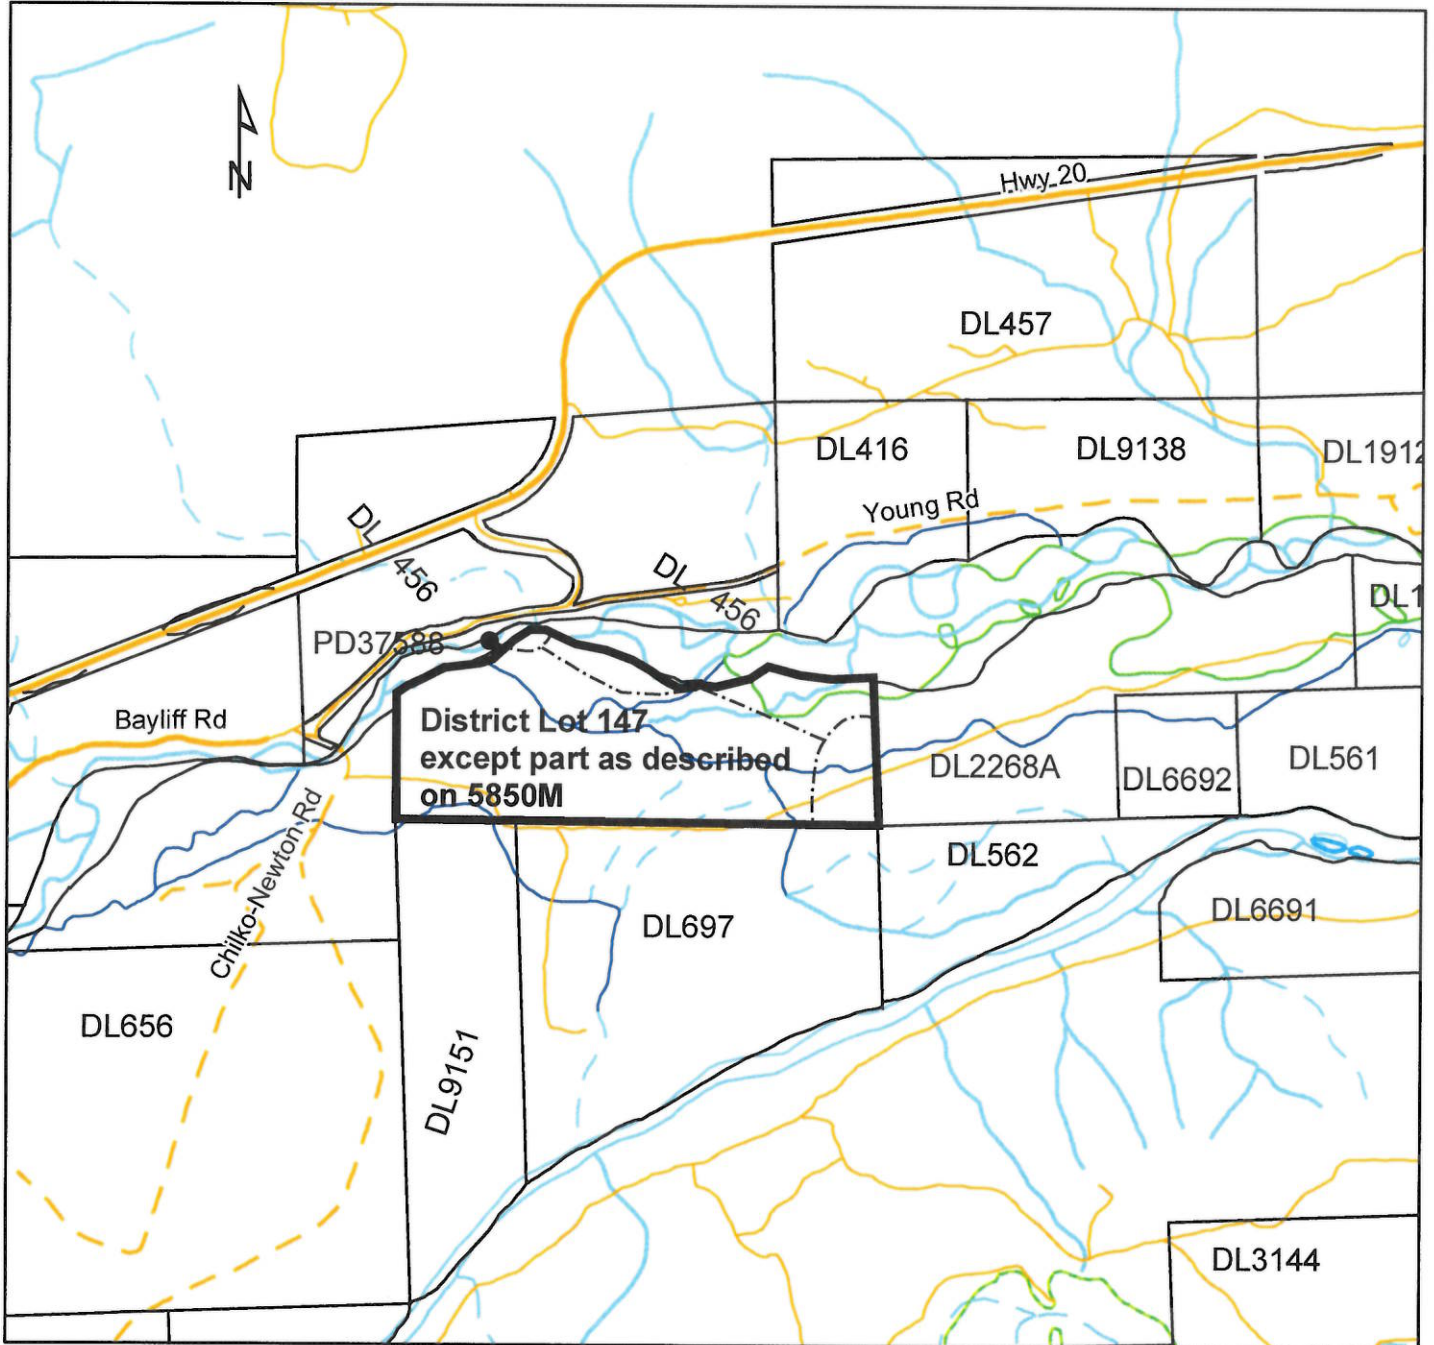 N
Hwy 20
DL457
DL416
DL9138
DL1912
Young Rd
DL
456
DL
456
DL1
PD37588
Bayliff Rd
District Lot 147
except part as described
on 5850M
DL2268A
DL6692
DL561
DL562
Chilko-Newton Rd
DL697
DL6691
DL656
DL9151
DL3144